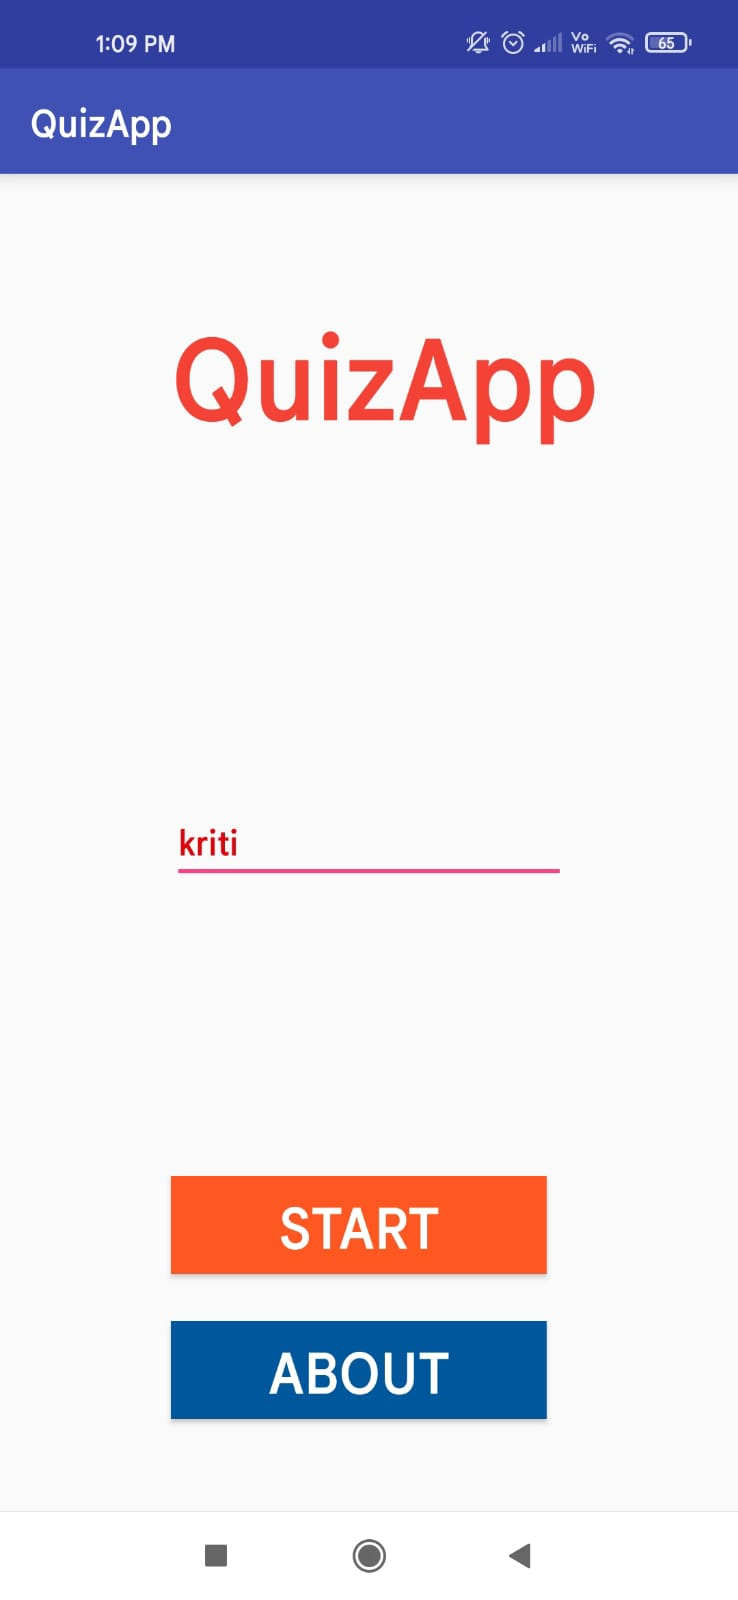 1:09 PM Vo WiFi 65
QuizApp
QuizApp
kriti
START
ABOUT